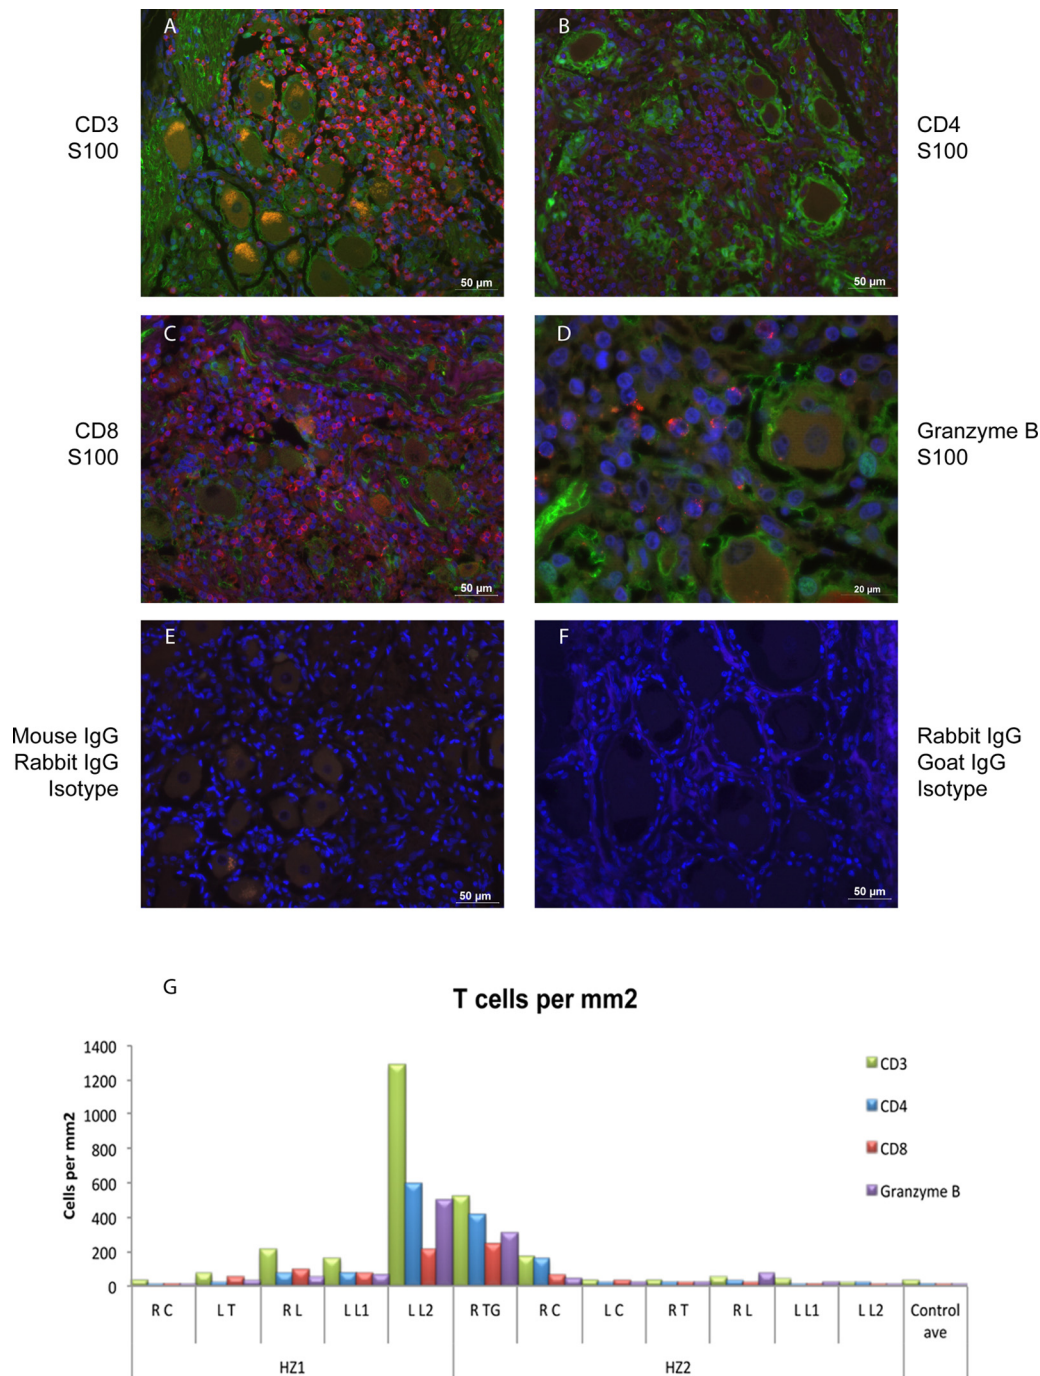 A
B
CD3
S100
CD4
S100
50 µm
50 µm
C
D
CD8
S100
Granzyme B
S100
50 µm
20 µm
E
F
Mouse IgG
Rabbit IgG
Isotype
Rabbit IgG
Goat IgG
Isotype
50 µm
50 µm
G
T cells per mm2
Cells per mm2
1400
1200
1000
800
600
400
200
0
CD3
CD4
CD8
Granzyme B
R C
L T
R L
L L1
L L2
R TG
R C
L C
R T
R L
L L1
L L2
Control
ave
HZ1
HZ2